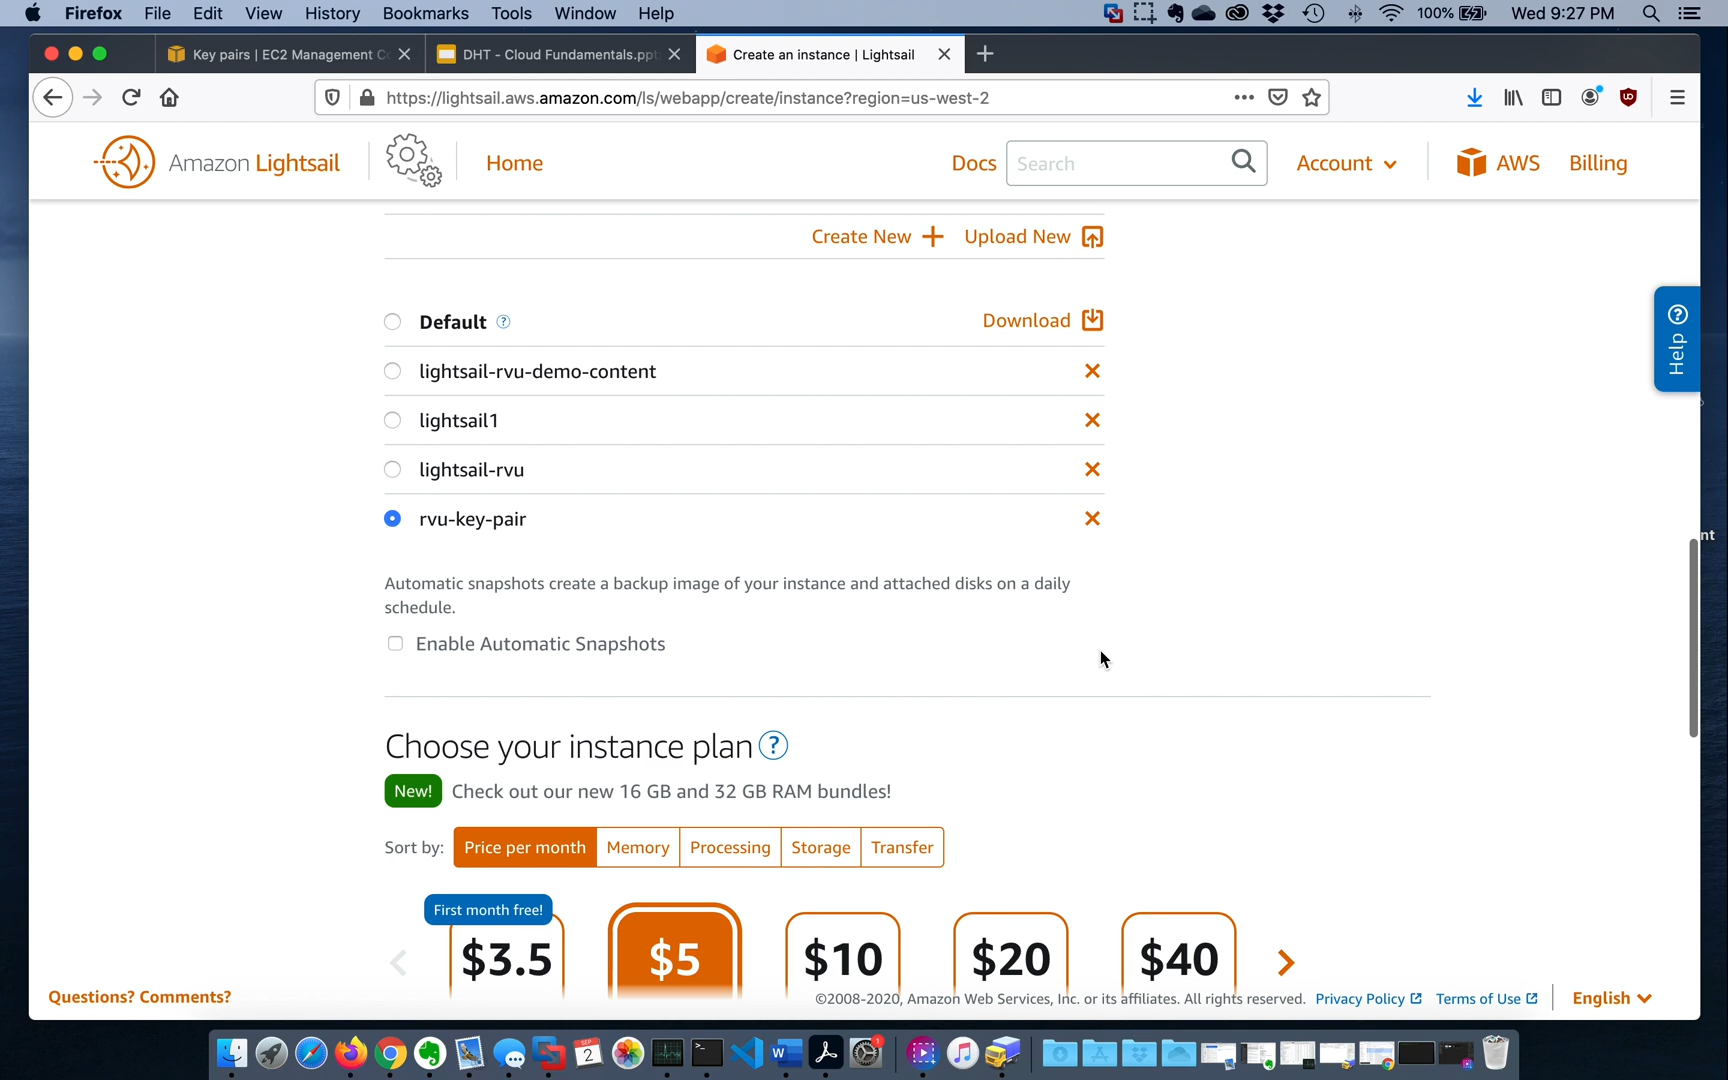 Firefox File Edit View History Bookmarks Tools Window Help 100% Wed 9:27 PM
Key pairs | EC2 Management Co DHT - Cloud Fundamentals.ppt Create an instance | Lightsail
https://lightsail.aws.amazon.com/ls/webapp/create/instance?region=us-west-2
Amazon Lightsail Home Docs Search Account AWS Billing
Create New Upload New
Default ? Download
lightsail-rvu-demo-content
lightsail1
lightsail-rvu
rvu-key-pair
Help ?
nt
Automatic snapshots create a backup image of your instance and attached disks on a daily
schedule.
Enable Automatic Snapshots
Choose your instance plan ?
New! Check out our new 16 GB and 32 GB RAM bundles!
Sort by: Price per month Memory Processing Storage Transfer
First month free!
$3.5 $5 $10 $20 $40
Questions? Comments? ©2008-2020, Amazon Web Services, Inc. or its affiliates. All rights reserved. Privacy Policy Terms of Use English
SEP
2
1